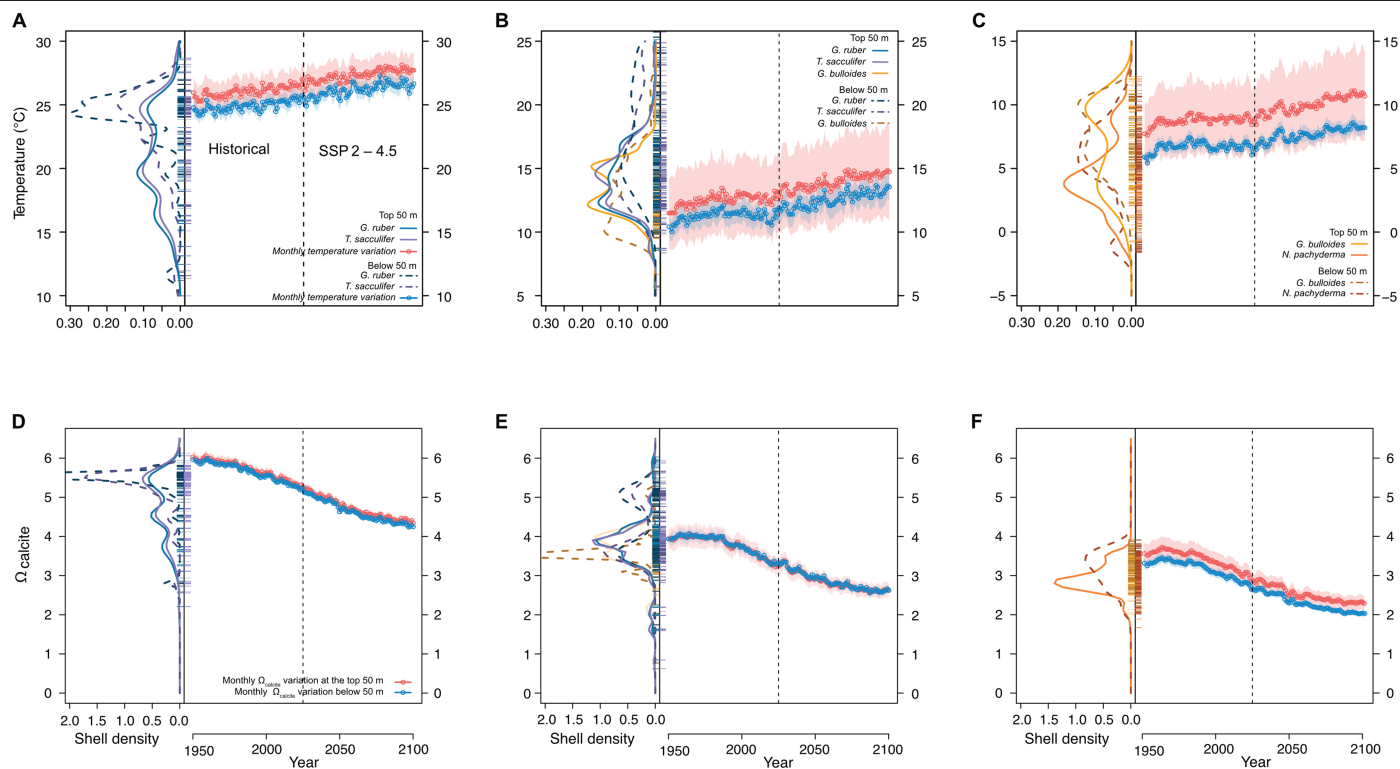 A
B
C
30
25
20
15
10
Temperature (°C)
30
25
20
15
10
Historical
SSP 2 – 4.5
Top 50 m
G. ruber
T. sacculifer
Monthly temperature variation
Below 50 m
G. ruber
T. sacculifer
Monthly temperature variation
0.30
0.20
0.10
0.00
25
20
15
10
5
25
20
15
10
5
Top 50 m
G. ruber
T. sacculifer
G. bulloides
Below 50 m
G. ruber
T. sacculifer
G. bulloides
0.30
0.20
0.10
0.00
15
10
5
0
–5
15
10
5
0
–5
Top 50 m
G. bulloides
N. pachyderma
Below 50 m
G. bulloides
N. pachyderma
0.30
0.20
0.10
0.00
D
E
F
6
5
4
3
2
1
0
Ω calcite
6
5
4
3
2
1
0
Monthly Ωcalcite variation at the top 50 m
Monthly Ωcalcite variation below 50 m
2.0
1.5
1.0
0.5
0.0
Shell density
1950
2000
2050
2100
Year
6
5
4
3
2
1
0
6
5
4
3
2
1
0
2.0
1.5
1.0
0.5
0.0
Shell density
1950
2000
2050
2100
Year
6
5
4
3
2
1
0
6
5
4
3
2
1
0
2.0
1.5
1.0
0.5
0.0
Shell density
1950
2000
2050
2100
Year